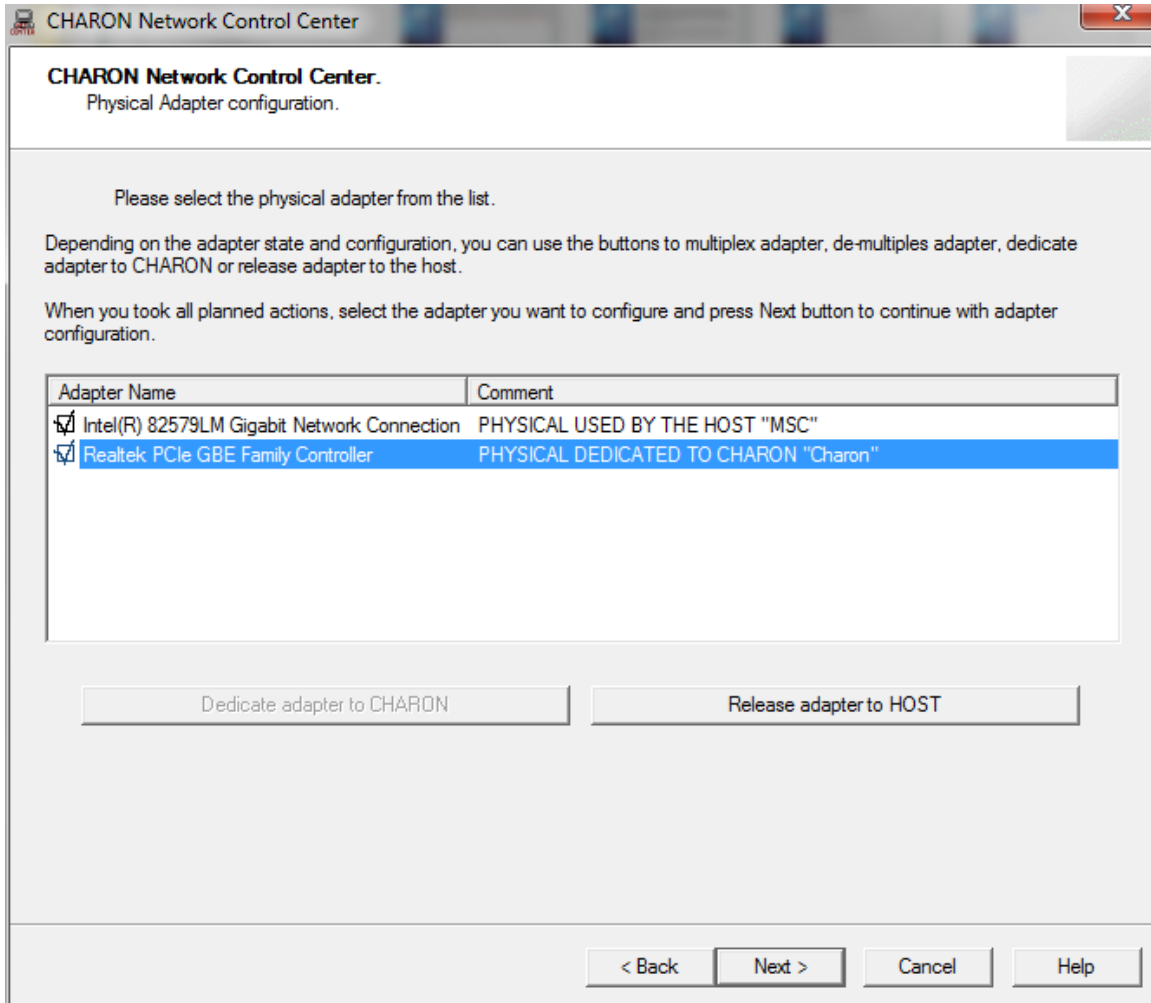 CHARON Network Control Center
X
CHARON Network Control Center.
Physical Adapter configuration.
Please select the physical adapter from the list.
Depending on the adapter state and configuration, you can use the buttons to multiplex adapter, de-multiples adapter, dedicate
adapter to CHARON or release adapter to the host.
When you took all planned actions, select the adapter you want to configure and press Next button to continue with adapter
configuration.
Adapter Name Comment
Intel(R) 82579LM Gigabit Network Connection PHYSICAL USED BY THE HOST "MSC"
Realtek PCIe GBE Family Controller PHYSICAL DEDICATED TO CHARON "Charon"
Dedicate adapter to CHARON Release adapter to HOST
< Back Next > Cancel Help